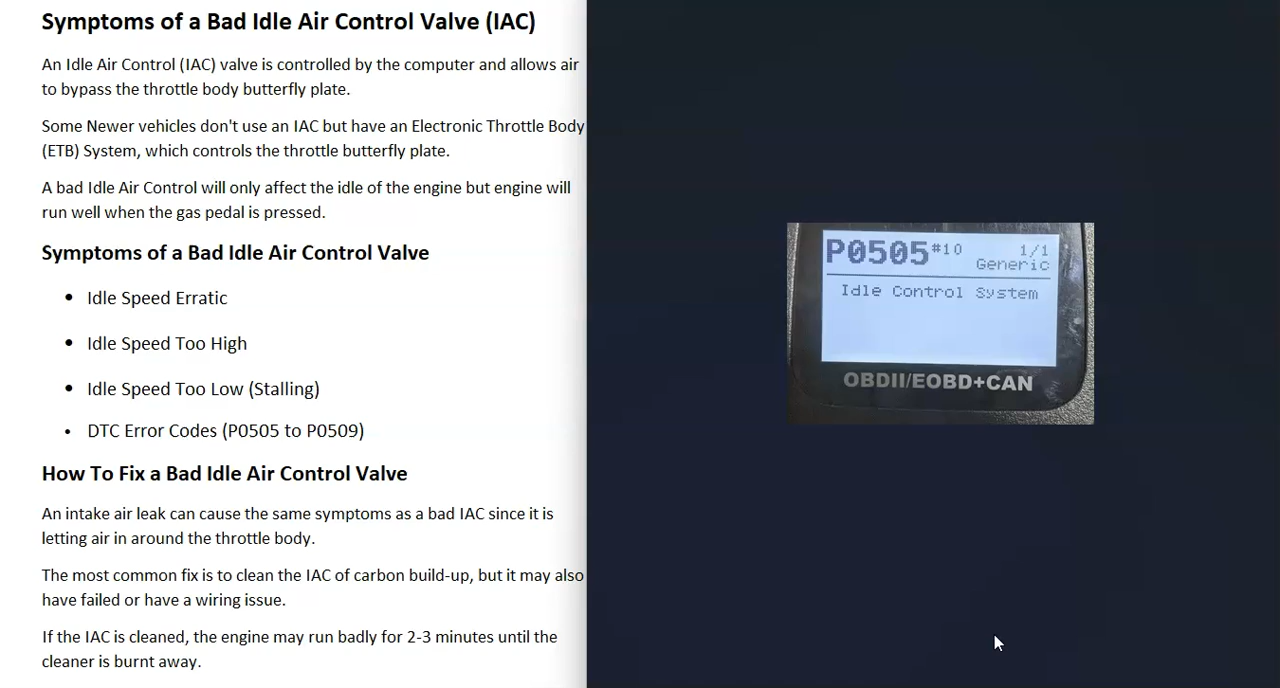 Symptoms of a Bad Idle Air Control Valve (IAC)
An Idle Air Control (IAC) valve is controlled by the computer and allows air
to bypass the throttle body butterfly plate.
Some Newer vehicles don't use an IAC but have an Electronic Throttle Body
(ETB) System, which controls the throttle butterfly plate.
A bad Idle Air Control will only affect the idle of the engine but engine will
run well when the gas pedal is pressed.
Symptoms of a Bad Idle Air Control Valve
• Idle Speed Erratic
• Idle Speed Too High
• Idle Speed Too Low (Stalling)
• DTC Error Codes (P0505 to P0509)
How To Fix a Bad Idle Air Control Valve
An intake air leak can cause the same symptoms as a bad IAC since it is
letting air in around the throttle body.
The most common fix is to clean the IAC of carbon build-up, but it may also
have failed or have a wiring issue.
If the IAC is cleaned, the engine may run badly for 2-3 minutes until the
cleaner is burnt away.
P0505 #10 1/1
Generic
Idle Control System
OBDII/EOBD+CAN